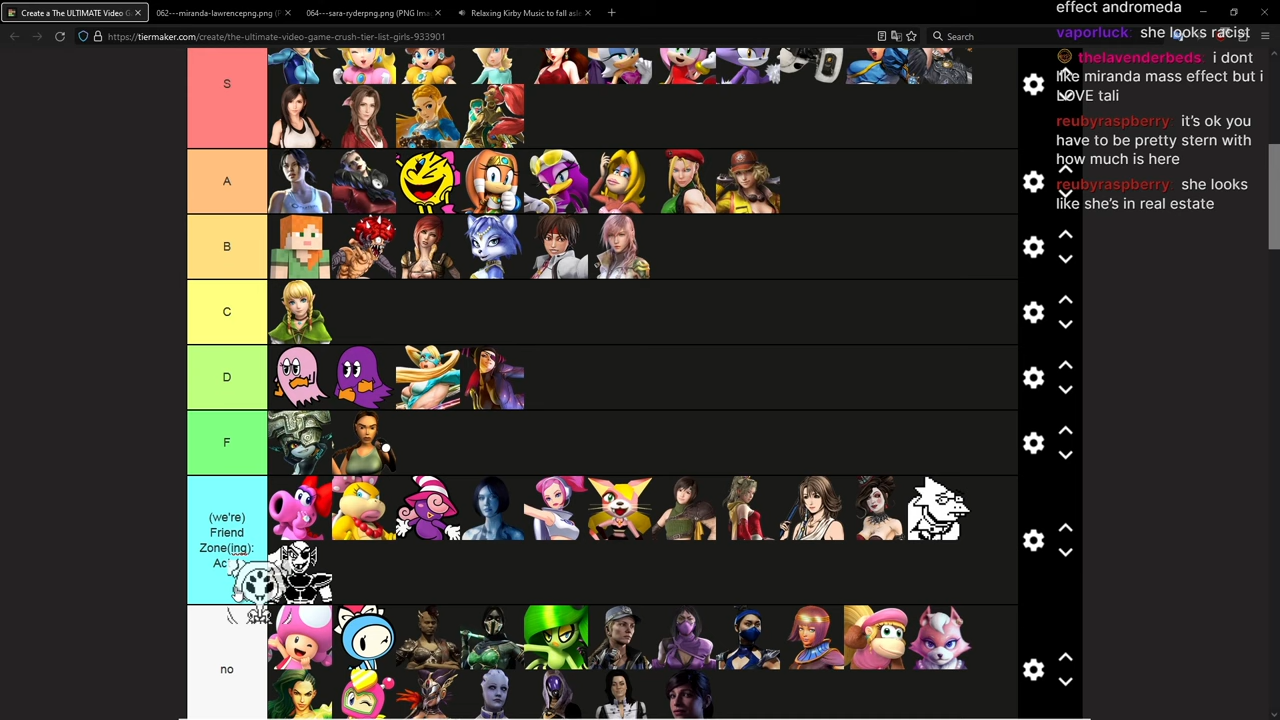 Create a The ULTIMATE Video G
062---miranda-lawrencepng.png (P
064---sara-ryderpng.png (PNG Ima
Relaxing Kirby Music to fall asle
https://tiermaker.com/create/the-ultimate-video-game-crush-tier-list-girls-933901
Search
effect andromeda
vaporluck: she looks racist
thelavenderbeds: i dont
like miranda mass effect but i
LOVE tali
reubyraspberry: it's ok you
have to be pretty stern with
how much is here
reubyraspberry: she looks
like she's in real estate
S
A
B
C
D
F
(we're)
Friend
Zone(ing):
no